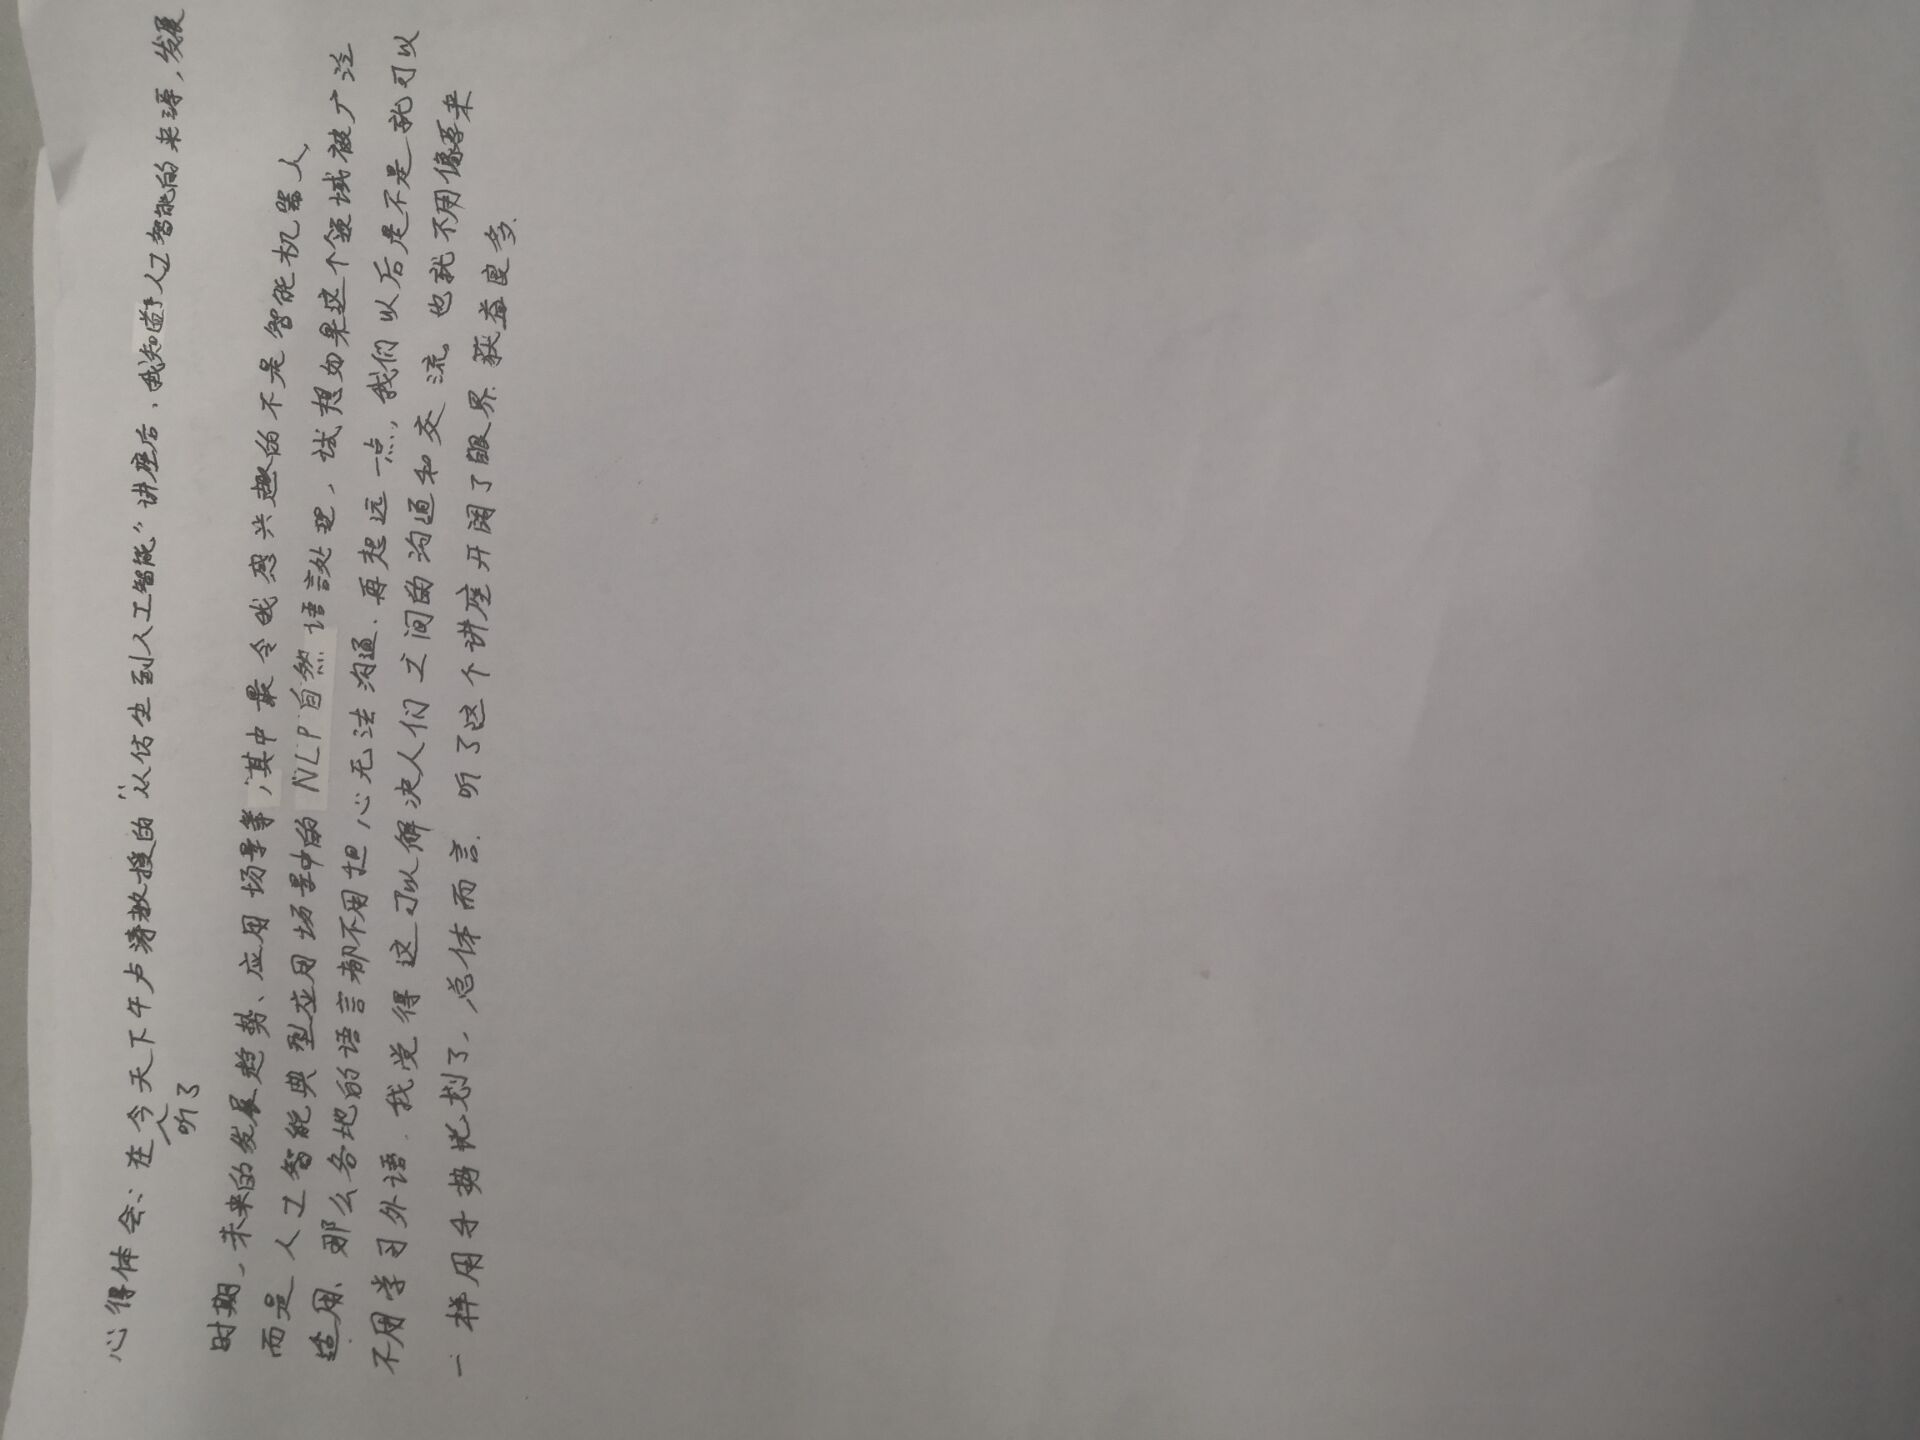 心得体会：在今天下午卢涛教授的“从仿生到人工智能”讲座后，我知道了人工智能的来源，发展
听了
时期，未来的发展趋势、应用场景等，其中最令我感兴趣的不是智能机器人
而是人工智能典型应用场景中的NLP自然语言处理，试想如果这个领域被广泛
适用、那么各地的语言都不用担心无法沟通、再想远一点，我们以后是不是就可以
不用学习外语、我觉得这可以解决人们之间的沟通和交流。也就不用像原来
一样用手势比划了，总体而言、听了这个讲座开阔了眼界、获益良多.